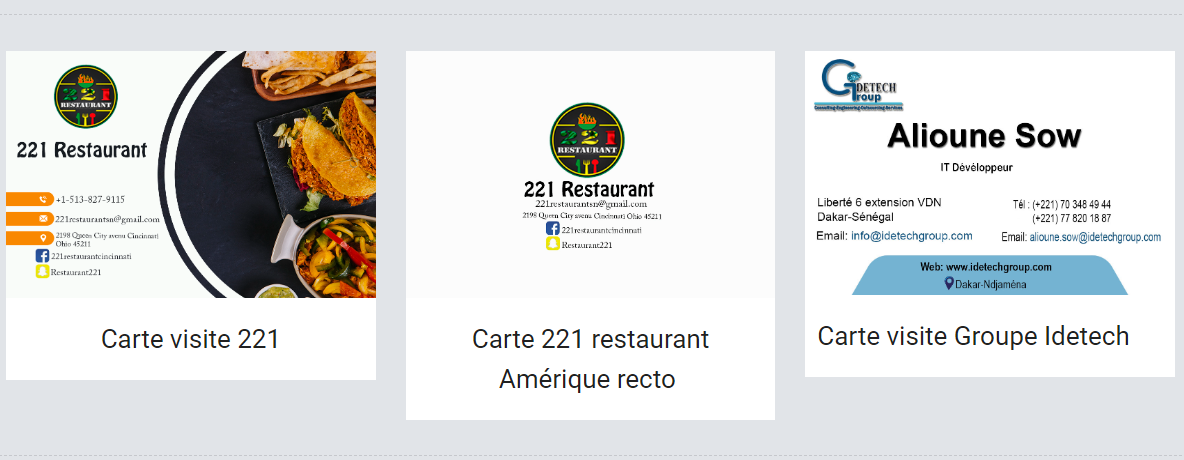 221
RESTAURANT
221 Restaurant
+1-513-827-9115
221restaurantsn@gmail.com
2198 Queen City avenu Cincinnati
Ohio 45211
221restaurantcincinnati
Restaurant221
Carte visite 221
221
RESTAURANT
221 Restaurant
221restaurantsn@gmail.com
2198 Queen City avenu Cincinnati Ohio 45211
221restaurantcincinnati
Restaurant221
Carte 221 restaurant
Amérique recto
GIDETECH
Group
Consulting-Engineering-Outsourcing-Services
Alioune Sow
IT Dévéloppeur
Liberté 6 extension VDN
Dakar-Sénégal
Email: info@idetechgroup.com
Tél : (+221) 70 348 49 44
(+221) 77 820 18 87
Email: alioune.sow@idetechgroup.com
Web: www.idetechgroup.com
Dakar-Ndjaména
Carte visite Groupe Idetech